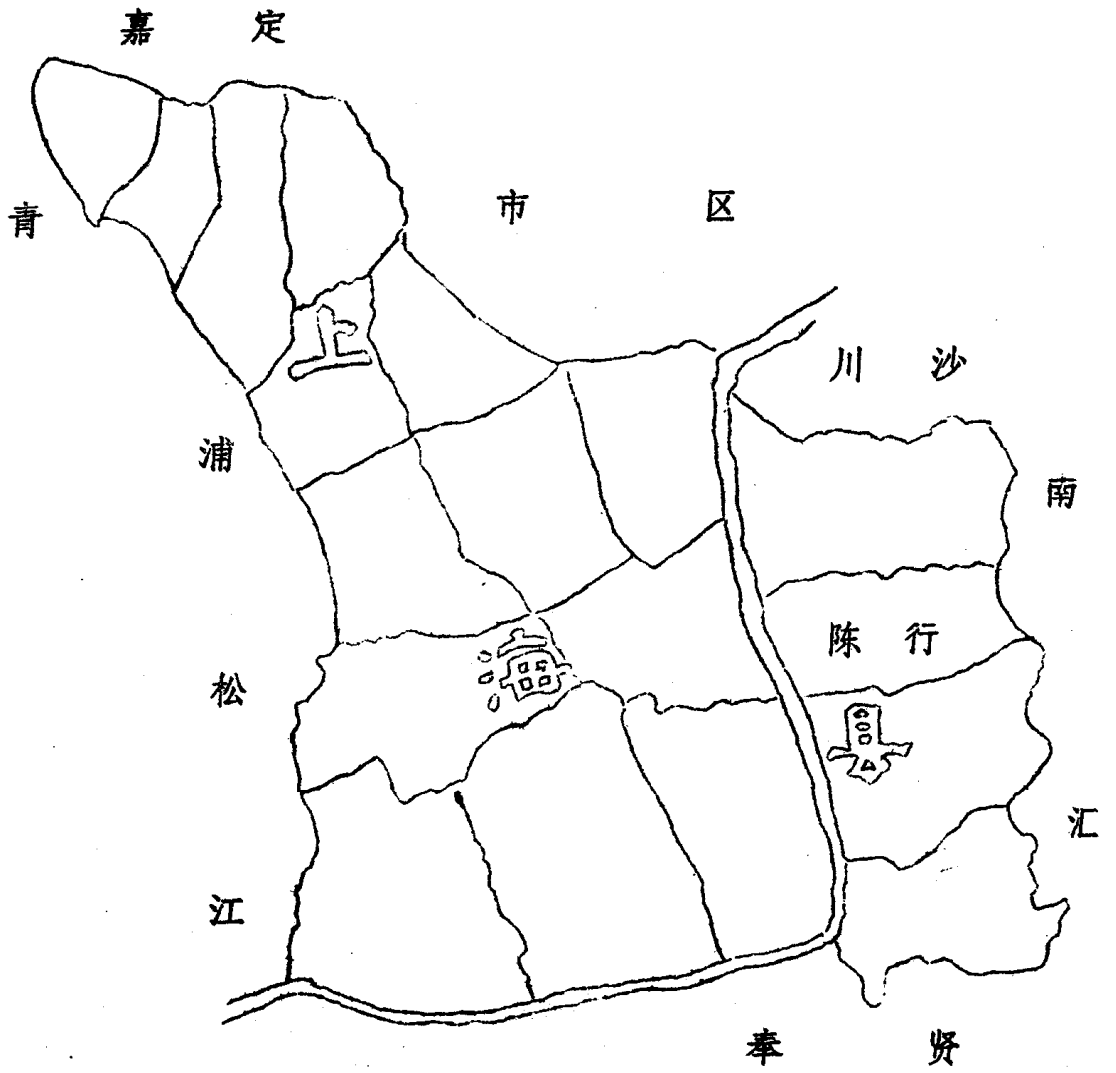 嘉 定
青 浦
市 区
川 沙
南 汇
松 江
陈 行
上 海 县
奉 贤